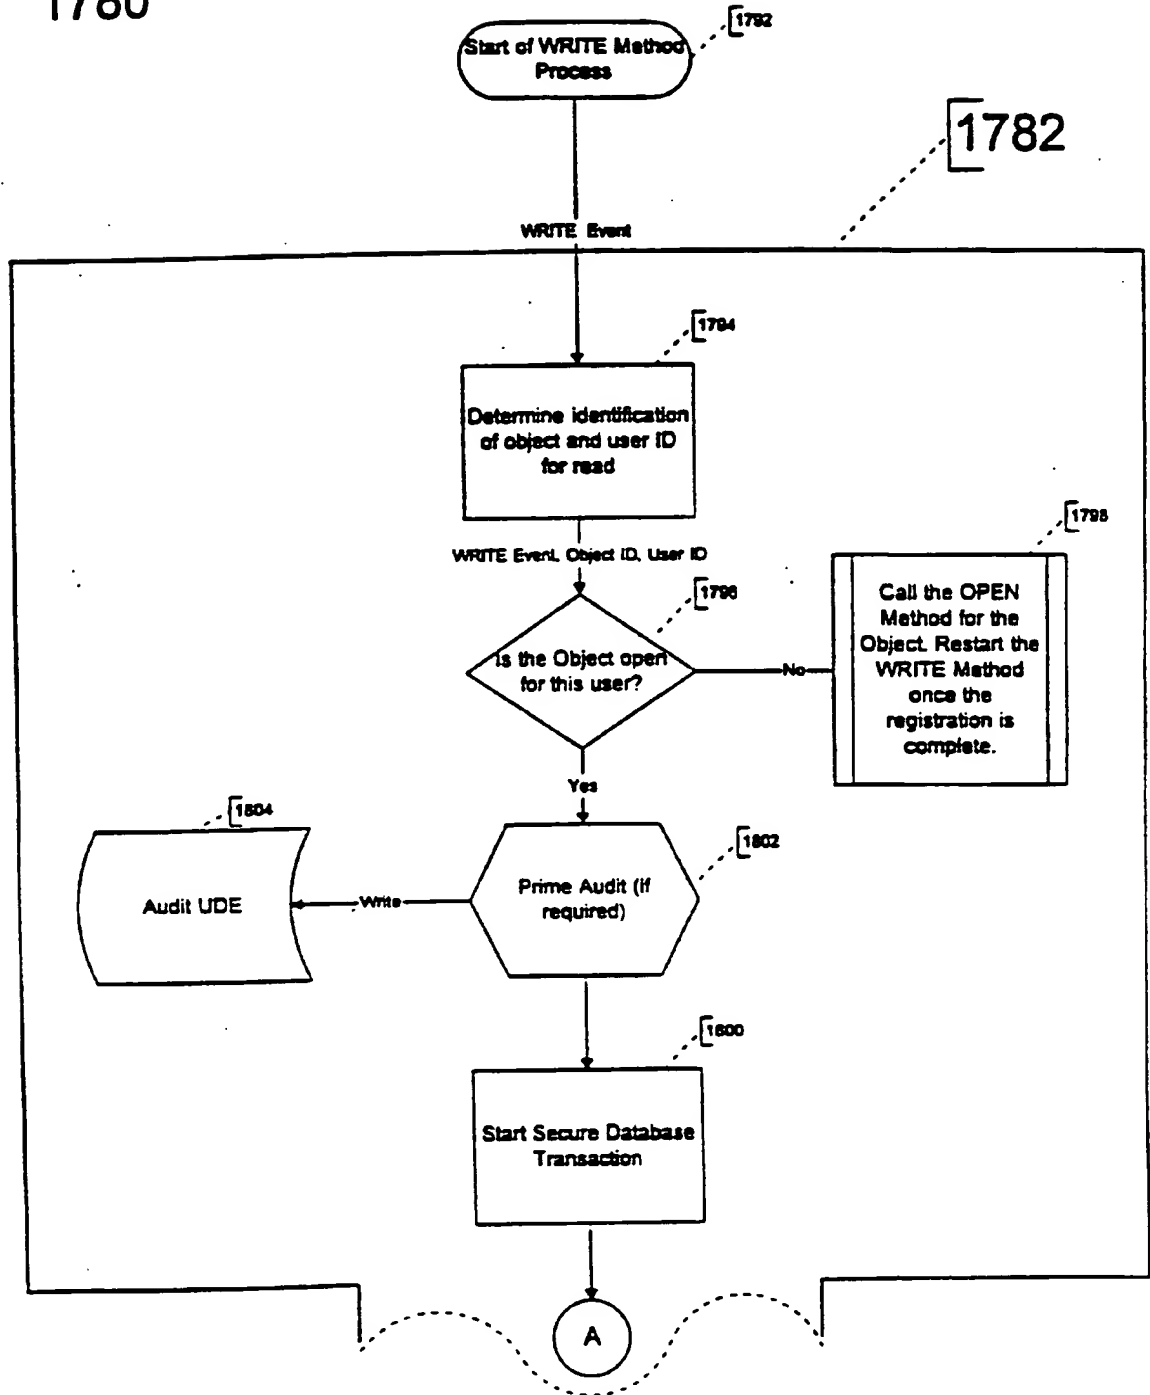 1780
1792
Start of WRITE Method
Process
1782
WRITE Event
1794
Determine identification
of object and user ID
for read
1798
WRITE Event, Object ID, User ID
1796
Call the OPEN
Method for the
Object. Restart the
WRITE Method
once the
registration is
complete.
Is the Object open
for this user?
No
Yes
1804
1802
Prime Audit (if
required)
Audit UDE
Write
1800
Start Secure Database
Transaction
A